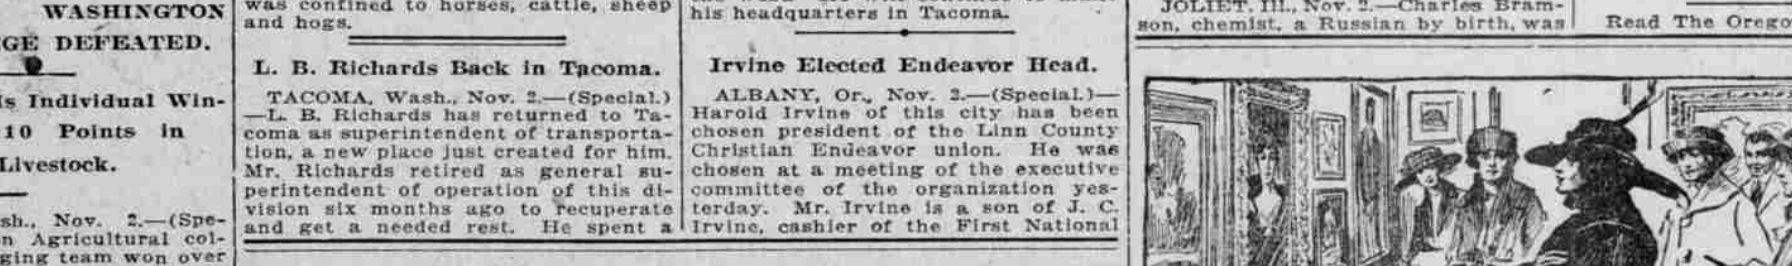 WASHINGTON
GE DEFEATED.
Is Individual Win-
10 Points in
Livestock.
sh., Nov. 2.—(Spe-
n Agricultural col-
ging team won over
was confined to horses, cattle, sheep
and hogs.
L. B. Richards Back in Tacoma.
TACOMA, Wash., Nov. 2.—(Special.)
—L. B. Richards has returned to Ta-
coma as superintendent of transporta-
tion, a new place just created for him.
Mr. Richards retired as general su-
perintendent of operation of this di-
vision six months ago to recuperate
and get a needed rest. He spent a
his headquarters in Tacoma.
Irvine Elected Endeavor Head.
ALBANY, Or., Nov. 2.—(Special.)—
Harold Irvine of this city has been
chosen president of the Linn County
Christian Endeavor union. He was
chosen at a meeting of the executive
committee of the organization yes-
terday. Mr. Irvine is a son of J. C.
Irvine, cashier of the First National
JOLIET, Ill., Nov. 2.—Charles Bram-
son, chemist, a Russian by birth, was
Read The Orego